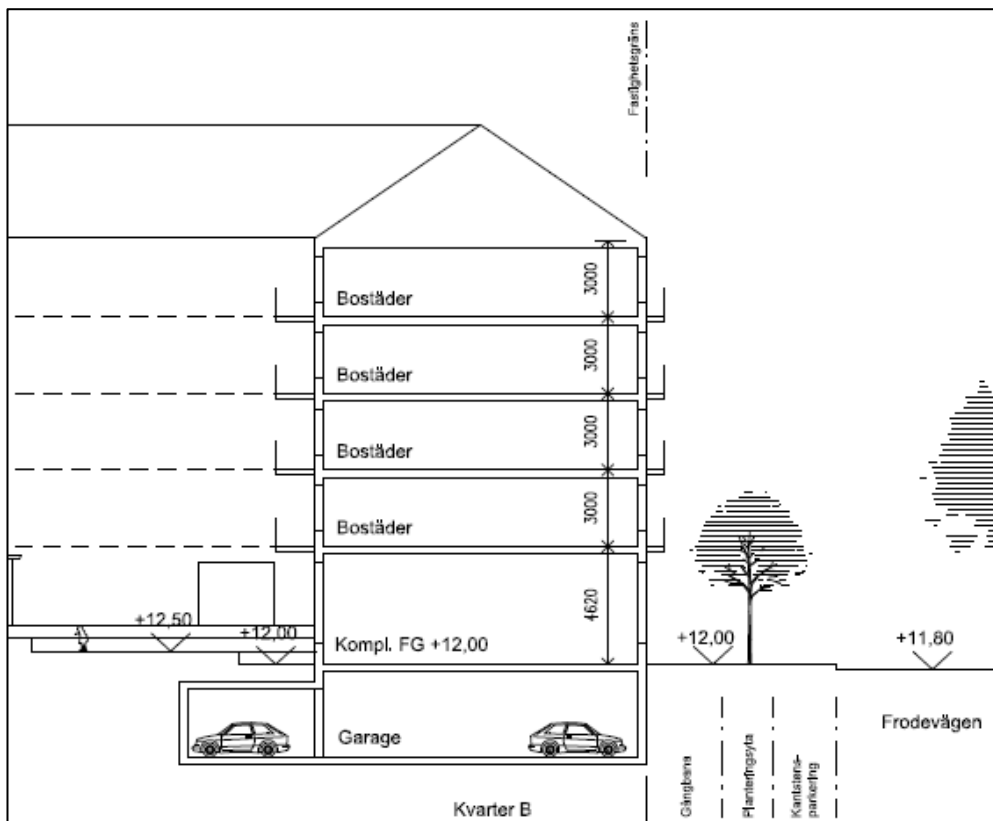 Fastighetsgräns
3000
Bostäder
3000
Bostäder
3000
Bostäder
3000
Bostäder
4620
+12,50
+12,00
Kompl. FG +12,00
+12,00
+11,80
Garage
Frodevägen
Gångbana
Planteringsyta
Kantstens-
parkering
Kvarter B